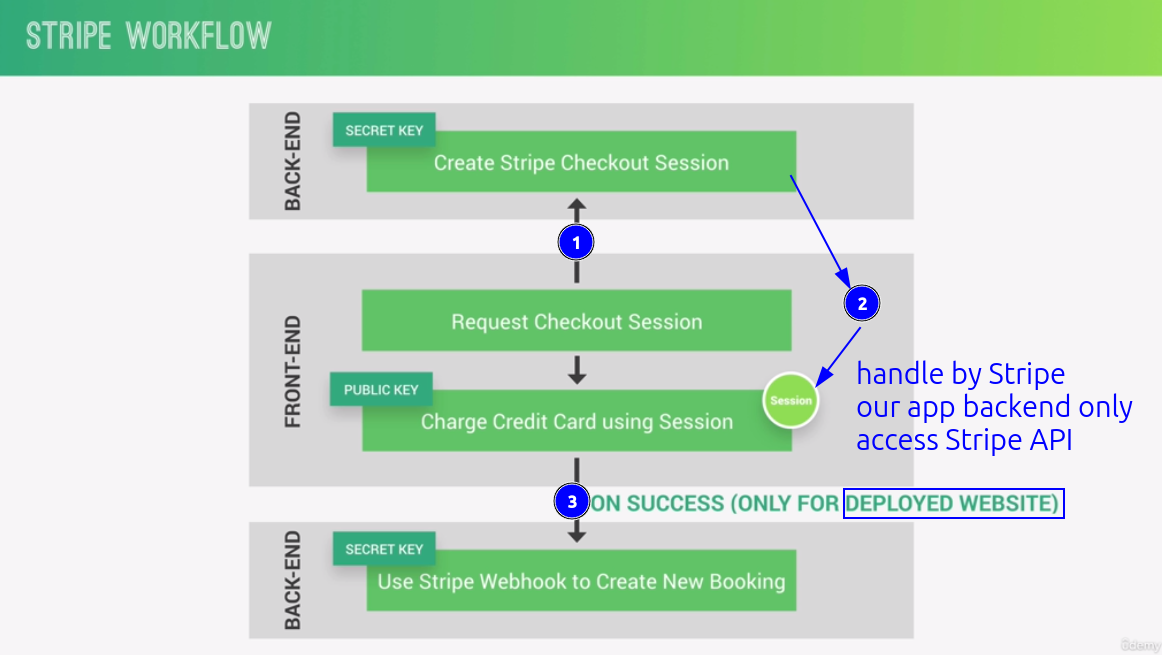 STRIPE WORKFLOW
BACK-END
SECRET KEY
Create Stripe Checkout Session
1
2
FRONT-END
Request Checkout Session
PUBLIC KEY
Charge Credit Card using Session
Session
handle by Stripe
our app backend only
access Stripe API
3
ON SUCCESS (ONLY FOR DEPLOYED WEBSITE)
BACK-END
SECRET KEY
Use Stripe Webhook to Create New Booking
ûdemy